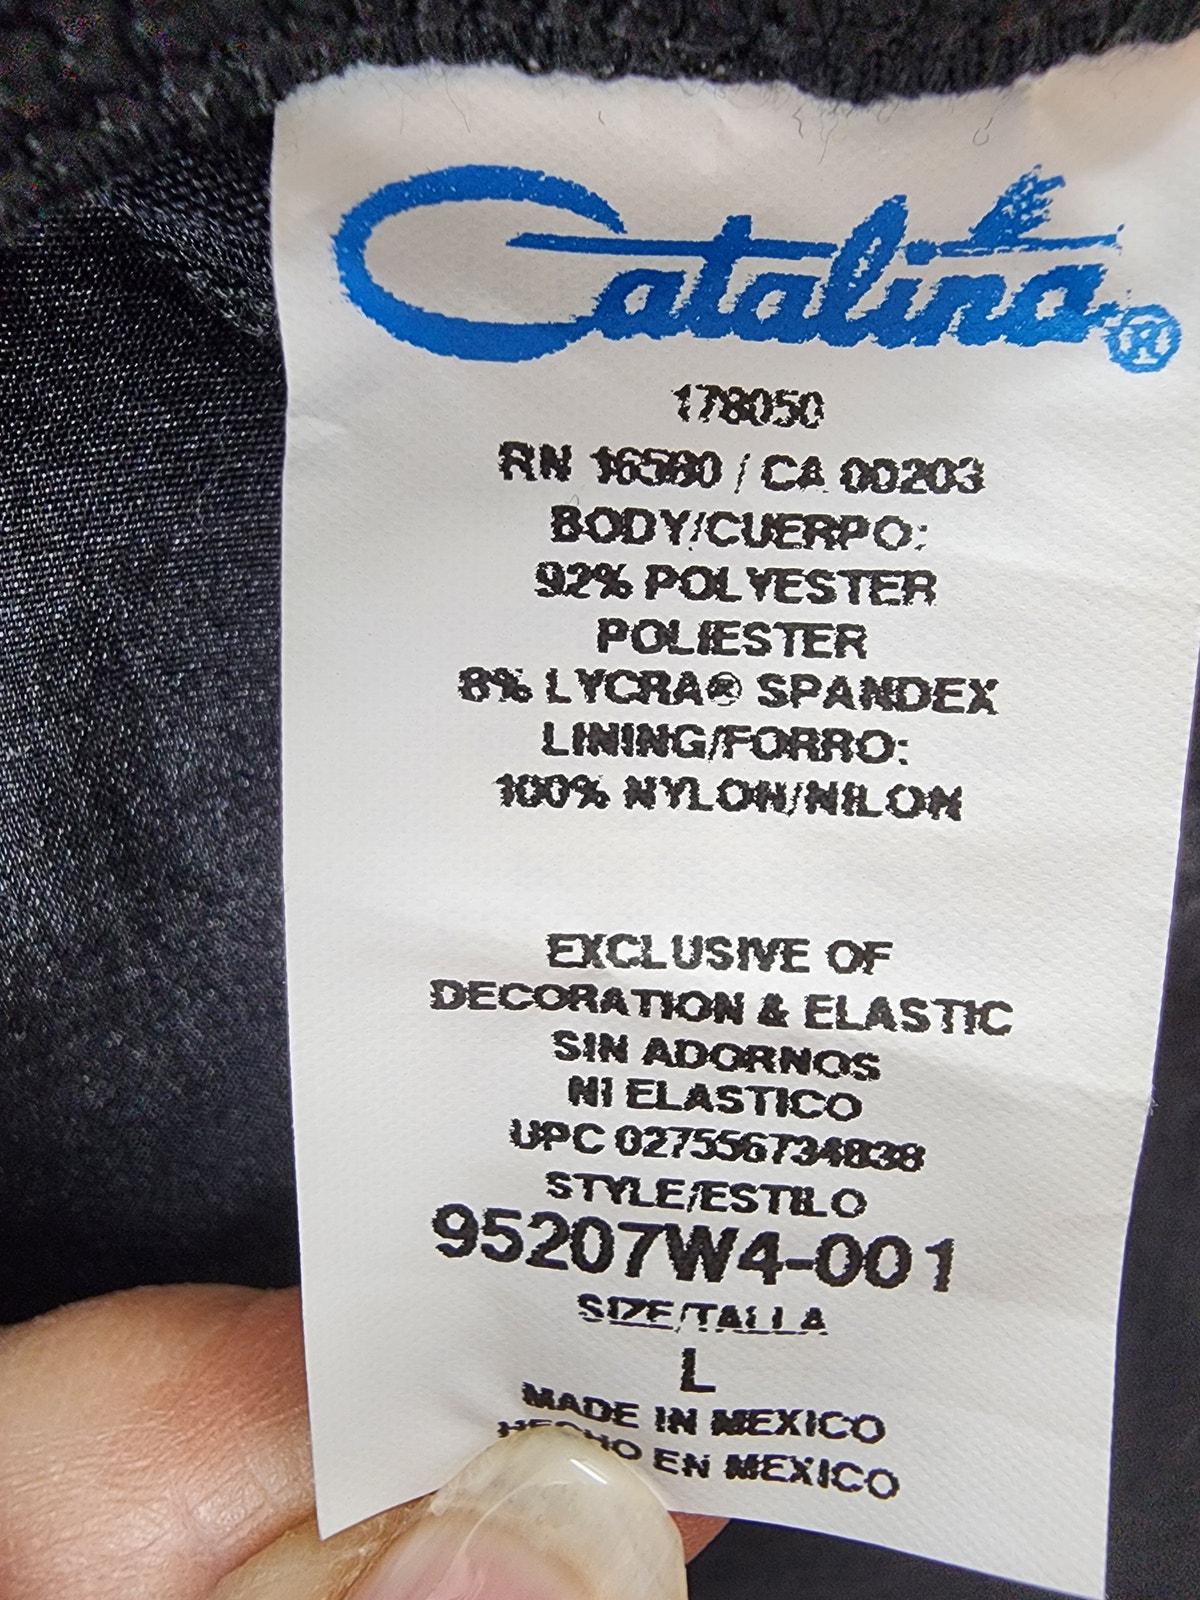 Catalina®
178050
RN 16580 / CA 00203
BODY/CUERPO:
92% POLYESTER
POLIESTER
8% LYCRA® SPANDEX
LINING/FORRO:
100% NYLON/NILON
EXCLUSIVE OF
DECORATION & ELASTIC
SIN ADORNOS
NI ELASTICO
UPC 027556734838
STYLE/ESTILO
95207W4-001
SIZE/TALLA
L
MADE IN MEXICO
HECHO EN MEXICO